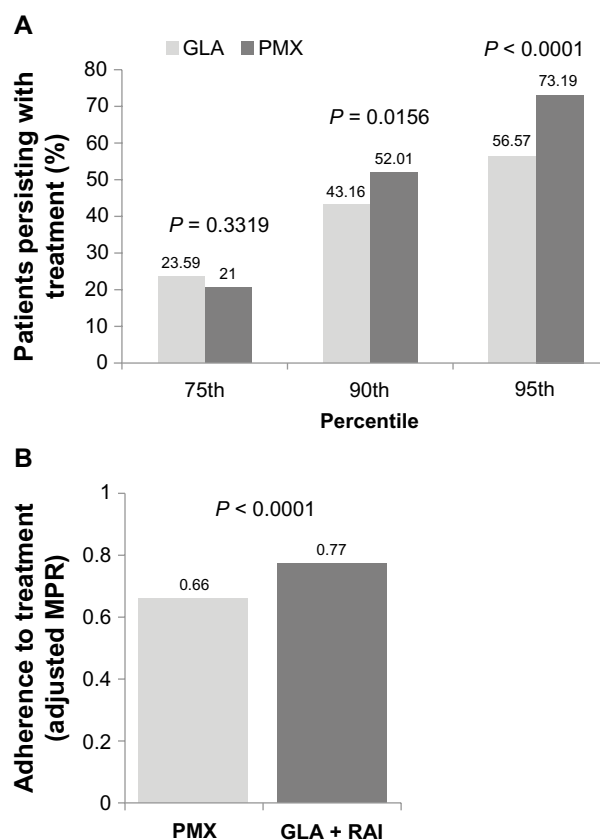 A
GLA PMX
Patients persisting with
treatment (%)
80
70
60
50
40
30
20
10
0
P = 0.3319
23.59 21
P = 0.0156
43.16 52.01
P < 0.0001
56.57 73.19
75th 90th 95th
Percentile
B
Adherence to treatment
(adjusted MPR)
1
0.8
0.6
0.4
0.2
0
P < 0.0001
0.66 0.77
PMX GLA + RAI